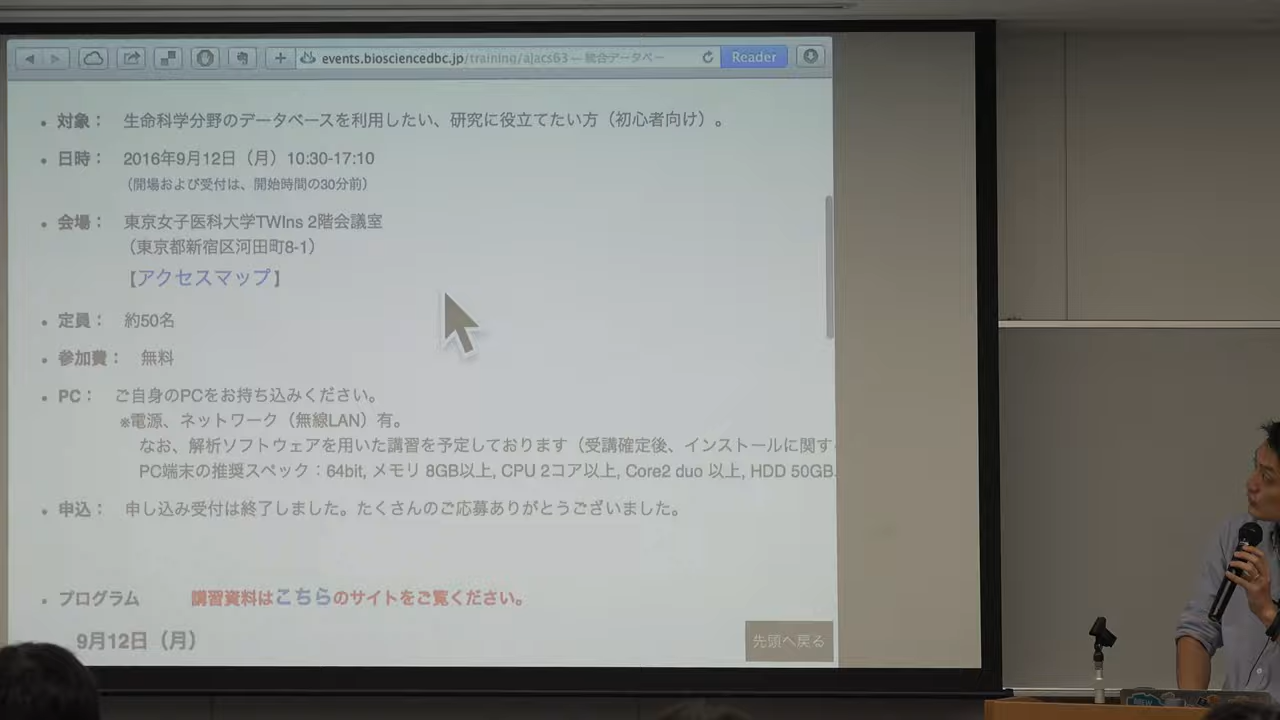 events.biosciencedbc.jp/training/ajacs63 — 統合データベー
Reader
• 対象： 生命科学分野のデータベースを利用したい、研究に役立てたい方（初心者向け）。
• 日時： 2016年9月12日（月）10:30-17:10
（開場および受付は、開始時間の30分前）
• 会場： 東京女子医科大学TWIns 2階会議室
（東京都新宿区河田町8-1）
【アクセスマップ】
• 定員： 約50名
• 参加費： 無料
• PC： ご自身のPCをお持ち込みください。
※電源、ネットワーク（無線LAN）有。
なお、解析ソフトウェアを用いた講習を予定しております（受講確定後、インストールに関す
PC端末の推奨スペック：64bit, メモリ 8GB以上, CPU 2コア以上, Core2 duo 以上, HDD 50GB
• 申込： 申し込み受付は終了しました。たくさんのご応募ありがとうございました。
• プログラム 講習資料はこちらのサイトをご覧ください。
9月12日（月）
先頭へ戻る